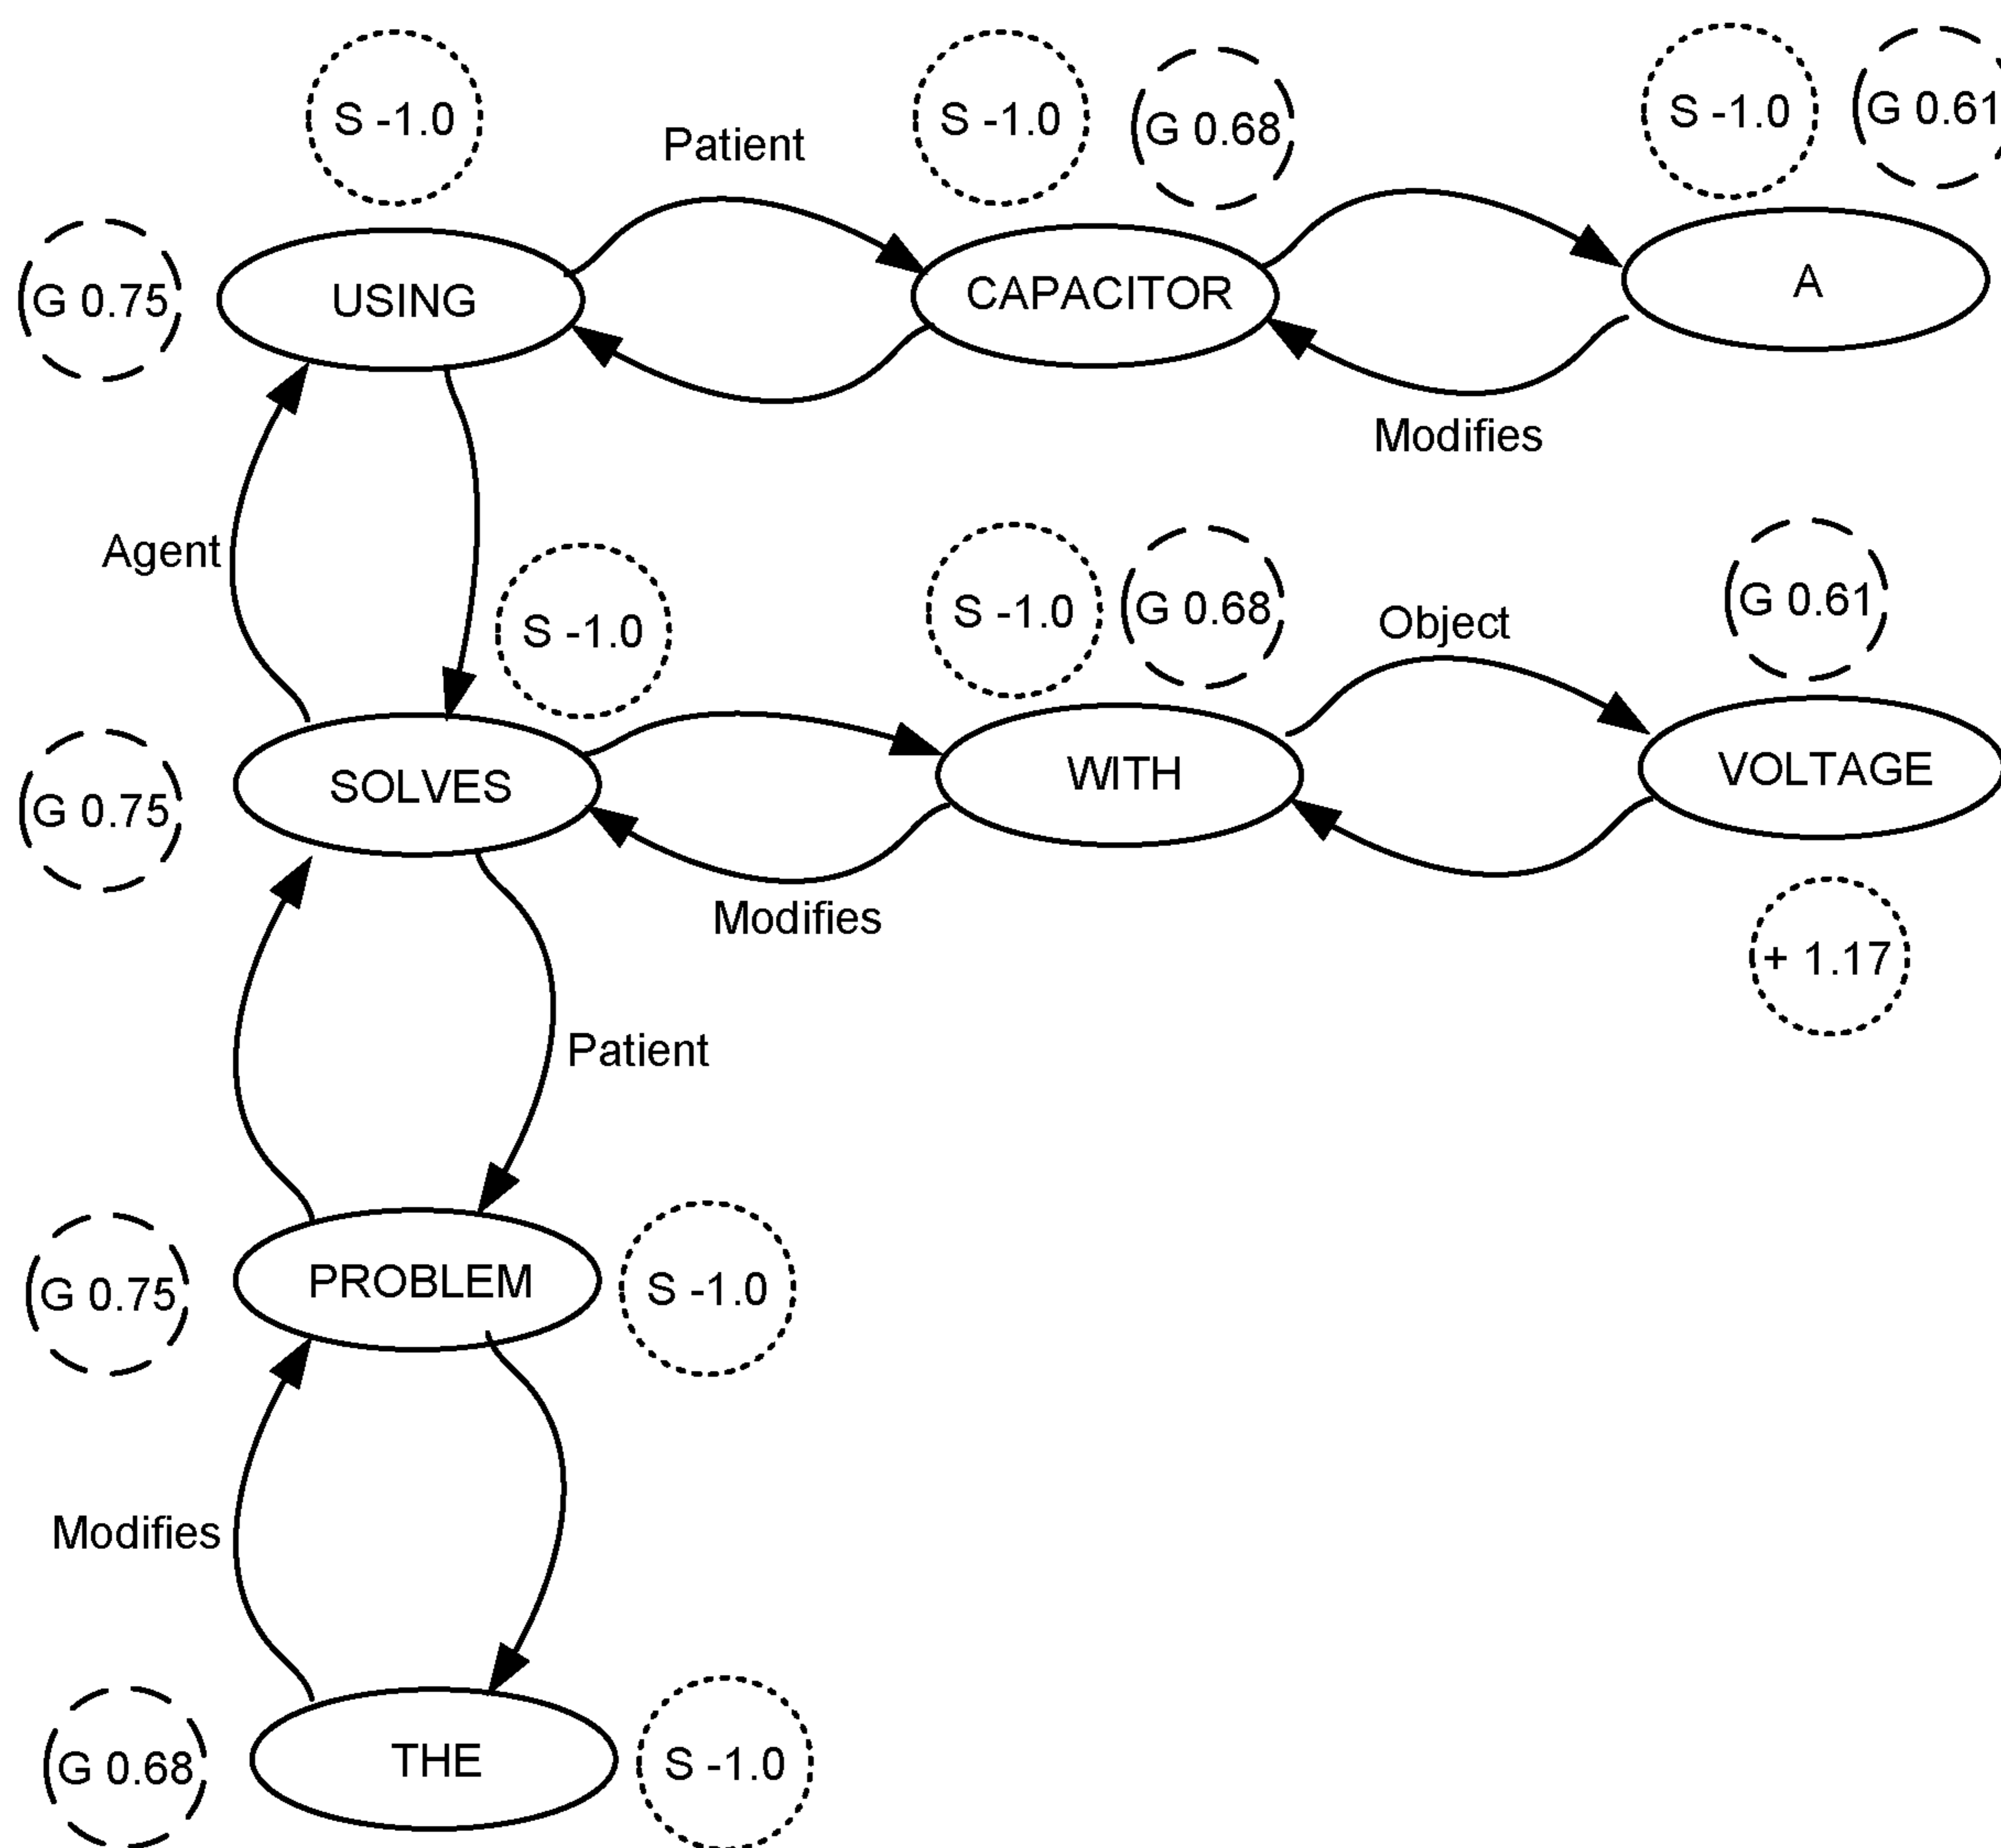 S -1.0
S -1.0
G 0.68
S -1.0
G 0.61
Patient
G 0.75
USING
CAPACITOR
A
Modifies
Agent
S -1.0
S -1.0
G 0.68
Object
G 0.61
G 0.75
SOLVES
WITH
VOLTAGE
Modifies
+ 1.17
Patient
G 0.75
PROBLEM
S -1.0
Modifies
G 0.68
THE
S -1.0